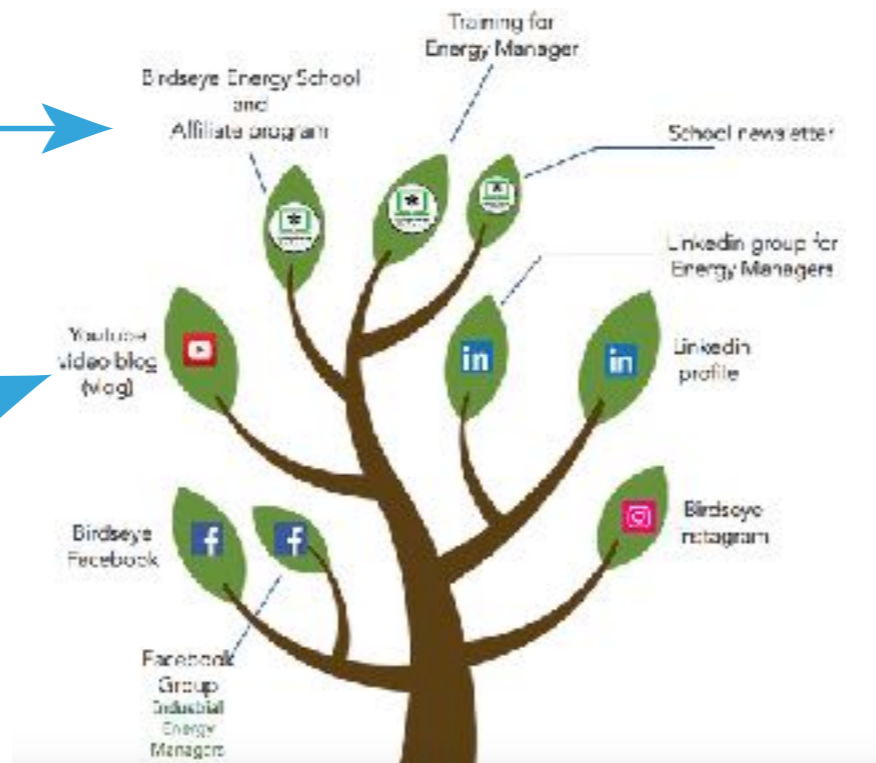 Training for
Energy Manager
Birdseye Energy School
and
Affiliate program
School newsletter
Linkedin group for
Energy Managers
Youtube
video blog
(vlog)
Linkedin
profile
Birdseye
Facebook
Birdseye
Instagram
Facebook
Group
Industrial
Energy
Managers